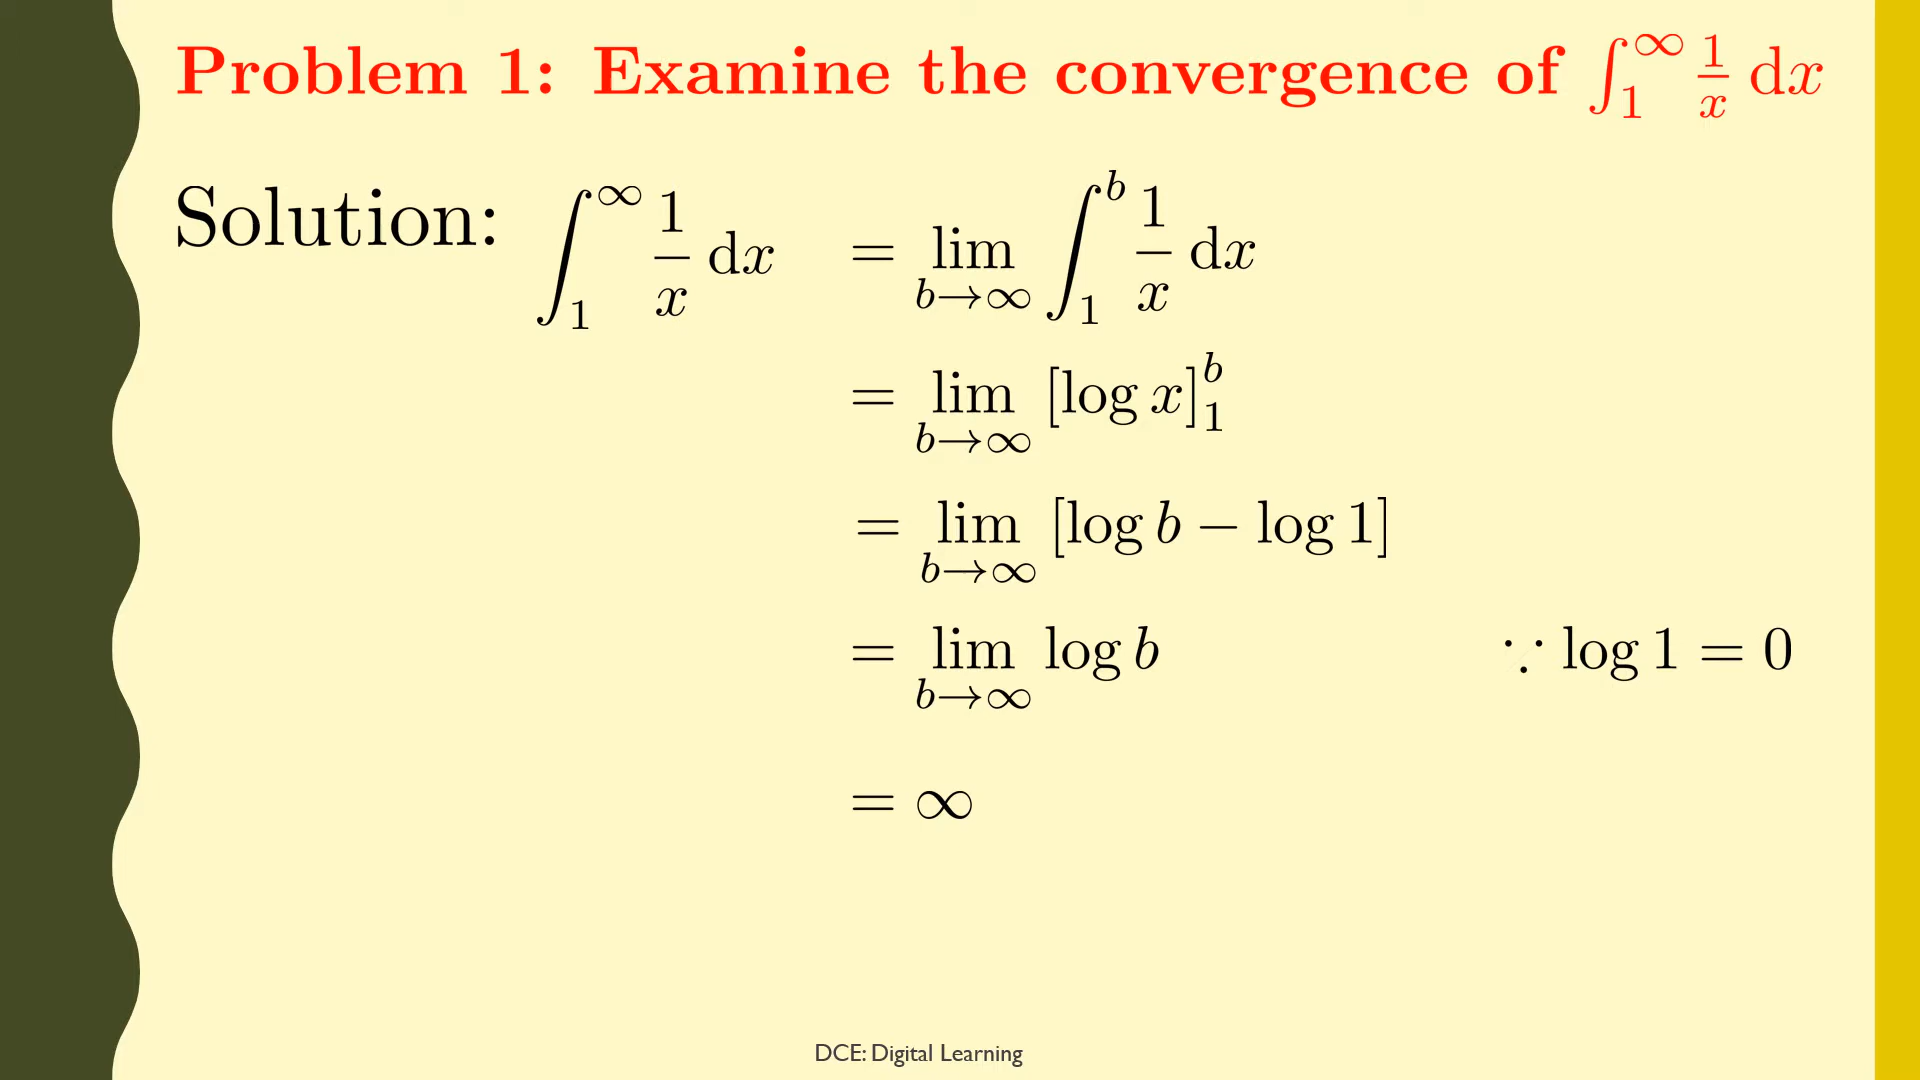 Problem 1: Examine the convergence of ∫₁^∞ 1/x dx
Solution: ∫₁^∞ 1/x dx = lim_{b→∞} ∫₁^b 1/x dx
= lim_{b→∞} [log x]₁^b
= lim_{b→∞} [log b − log 1]
= lim_{b→∞} log b ∵ log 1 = 0
= ∞
DCE: Digital Learning